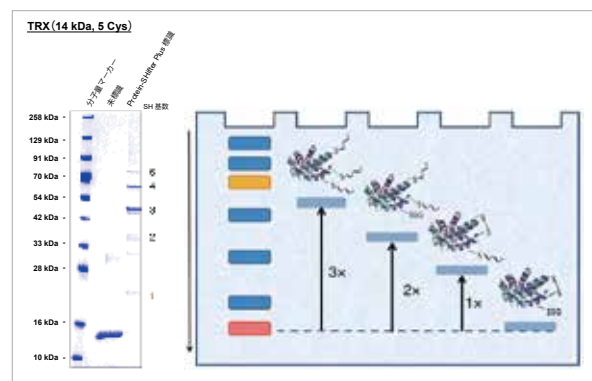 TRX（14 kDa, 5 Cys）
分子量マーカー
未標識
Protein-SHifter Plus 標識
SH 基数
258 kDa -
129 kDa -
91 kDa -
70 kDa -
54 kDa -
42 kDa -
33 kDa -
28 kDa -
16 kDa -
10 kDa -
5
4
3
2
1
3×
2×
1×